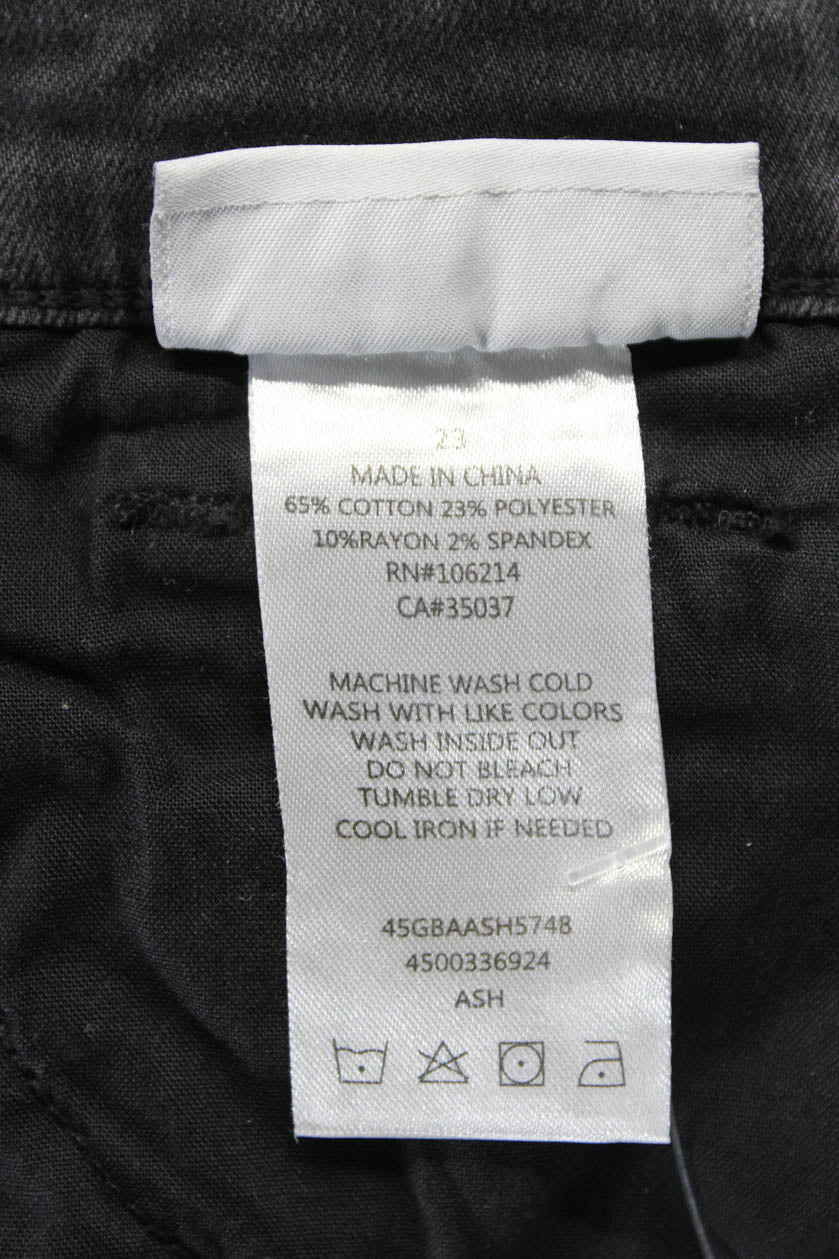 23
MADE IN CHINA
65% COTTON 23% POLYESTER
10%RAYON 2% SPANDEX
RN#106214
CA#35037
MACHINE WASH COLD
WASH WITH LIKE COLORS
WASH INSIDE OUT
DO NOT BLEACH
TUMBLE DRY LOW
COOL IRON IF NEEDED
45GBAASH5748
4500336924
ASH